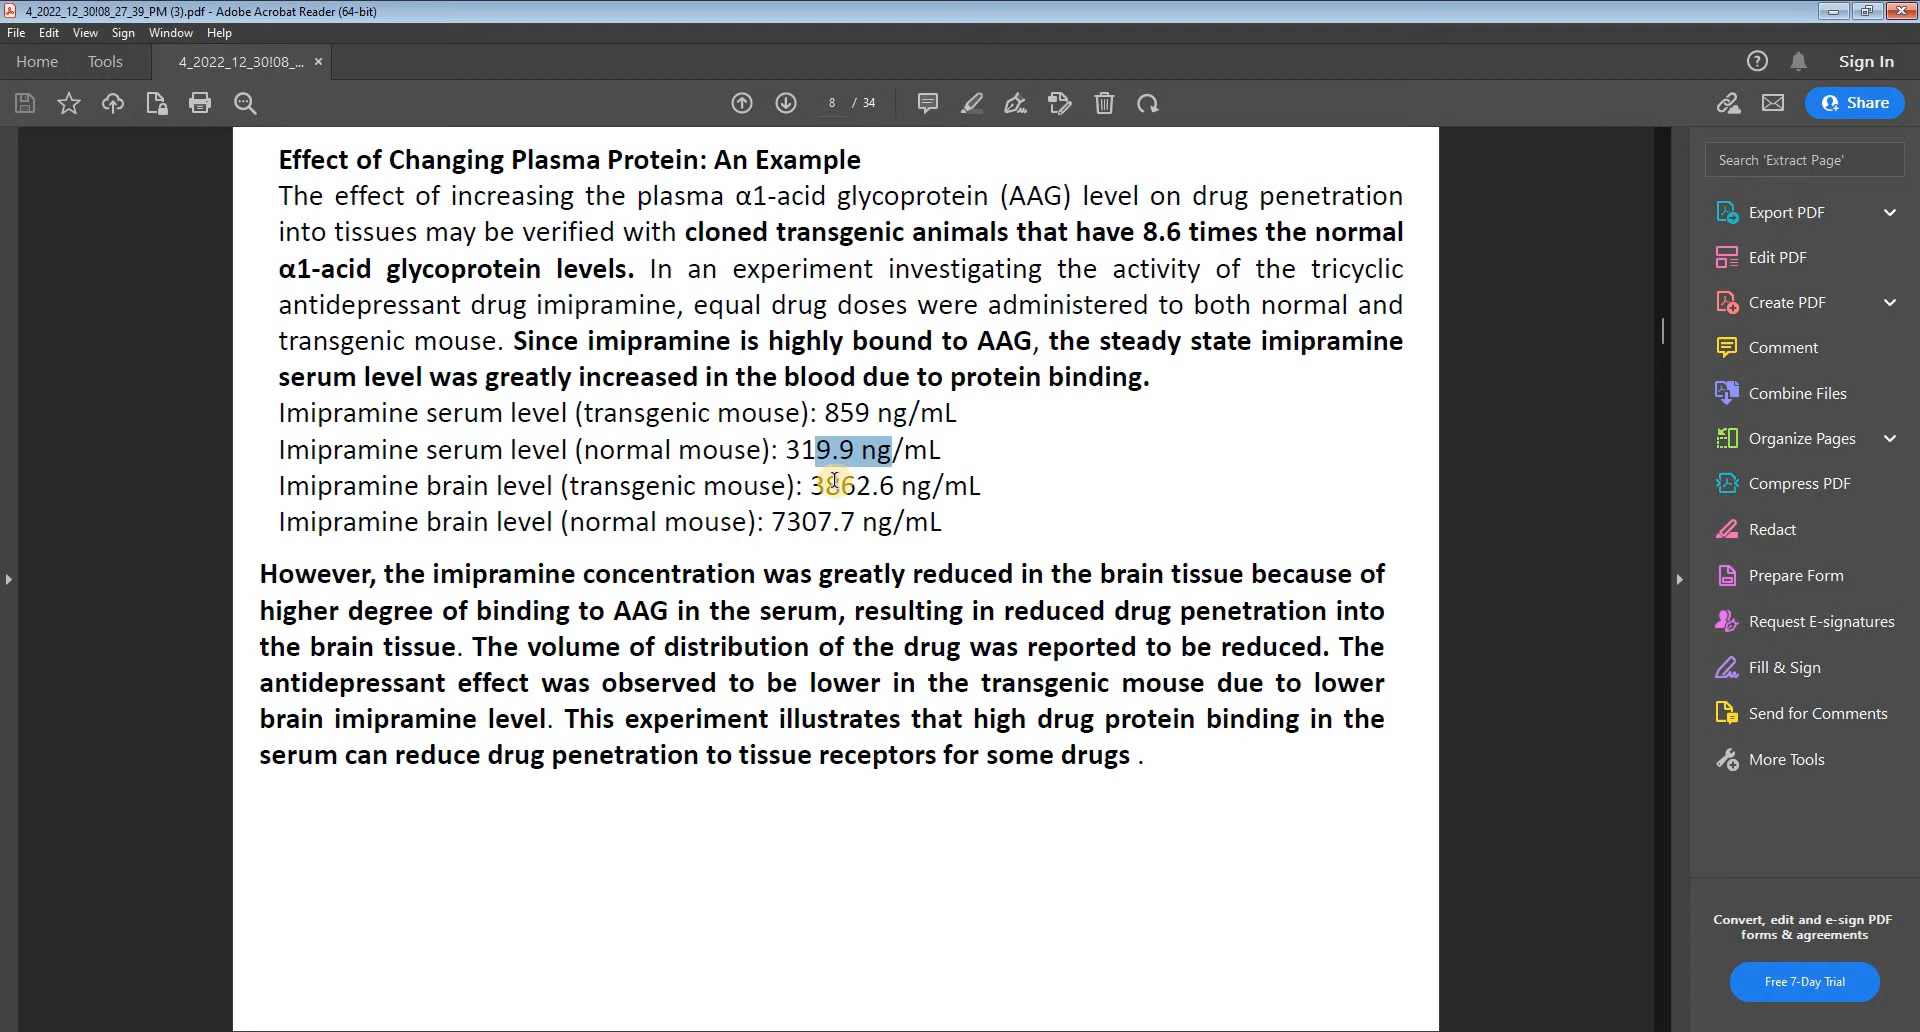 4_2022_12_30!08_27_39_PM (3).pdf - Adobe Acrobat Reader (64-bit)
File Edit View Sign Window Help
Home Tools 4_2022_12_30!08_... × Sign In
8 / 34 Share
Effect of Changing Plasma Protein: An Example
The effect of increasing the plasma α1-acid glycoprotein (AAG) level on drug penetration
into tissues may be verified with cloned transgenic animals that have 8.6 times the normal
α1-acid glycoprotein levels. In an experiment investigating the activity of the tricyclic
antidepressant drug imipramine, equal drug doses were administered to both normal and
transgenic mouse. Since imipramine is highly bound to AAG, the steady state imipramine
serum level was greatly increased in the blood due to protein binding.
Imipramine serum level (transgenic mouse): 859 ng/mL
Imipramine serum level (normal mouse): 319.9 ng/mL
Imipramine brain level (transgenic mouse): 3862.6 ng/mL
Imipramine brain level (normal mouse): 7307.7 ng/mL
However, the imipramine concentration was greatly reduced in the brain tissue because of
higher degree of binding to AAG in the serum, resulting in reduced drug penetration into
the brain tissue. The volume of distribution of the drug was reported to be reduced. The
antidepressant effect was observed to be lower in the transgenic mouse due to lower
brain imipramine level. This experiment illustrates that high drug protein binding in the
serum can reduce drug penetration to tissue receptors for some drugs .
Search 'Extract Page'
Export PDF
Edit PDF
Create PDF
Comment
Combine Files
Organize Pages
Compress PDF
Redact
Prepare Form
Request E-signatures
Fill & Sign
Send for Comments
More Tools
Convert, edit and e-sign PDF
forms & agreements
Free 7-Day Trial